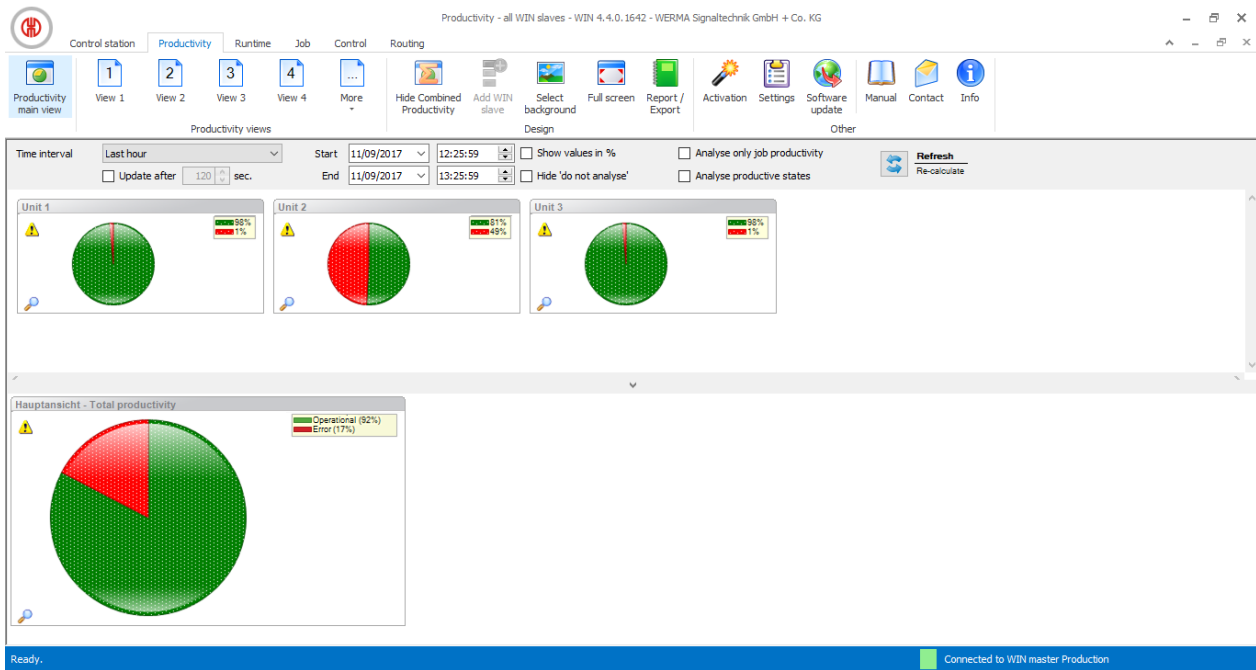 Productivity - all WIN slaves - WIN 4.4.0.1642 - WERMA Signaltechnik GmbH + Co. KG
Control station Productivity Runtime Job Control Routing
Productivity main view
1 View 1
2 View 2
3 View 3
4 View 4
... More
Hide Combined Productivity
Add WIN slave
Select background
Full screen
Report / Export
Activation
Settings
Software update
Manual
Contact
Info
Productivity views
Design
Other
Time interval Last hour Start 11/09/2017 12:25:59 Show values in % Analyse only job productivity Refresh
Update after 120 sec. End 11/09/2017 13:25:59 Hide 'do not analyse' Analyse productive states Re-calculate
Unit 1
98%
1%
Unit 2
81%
49%
Unit 3
98%
1%
Hauptansicht - Total productivity
Operational (92%)
Error (17%)
Ready. Connected to WIN master Production